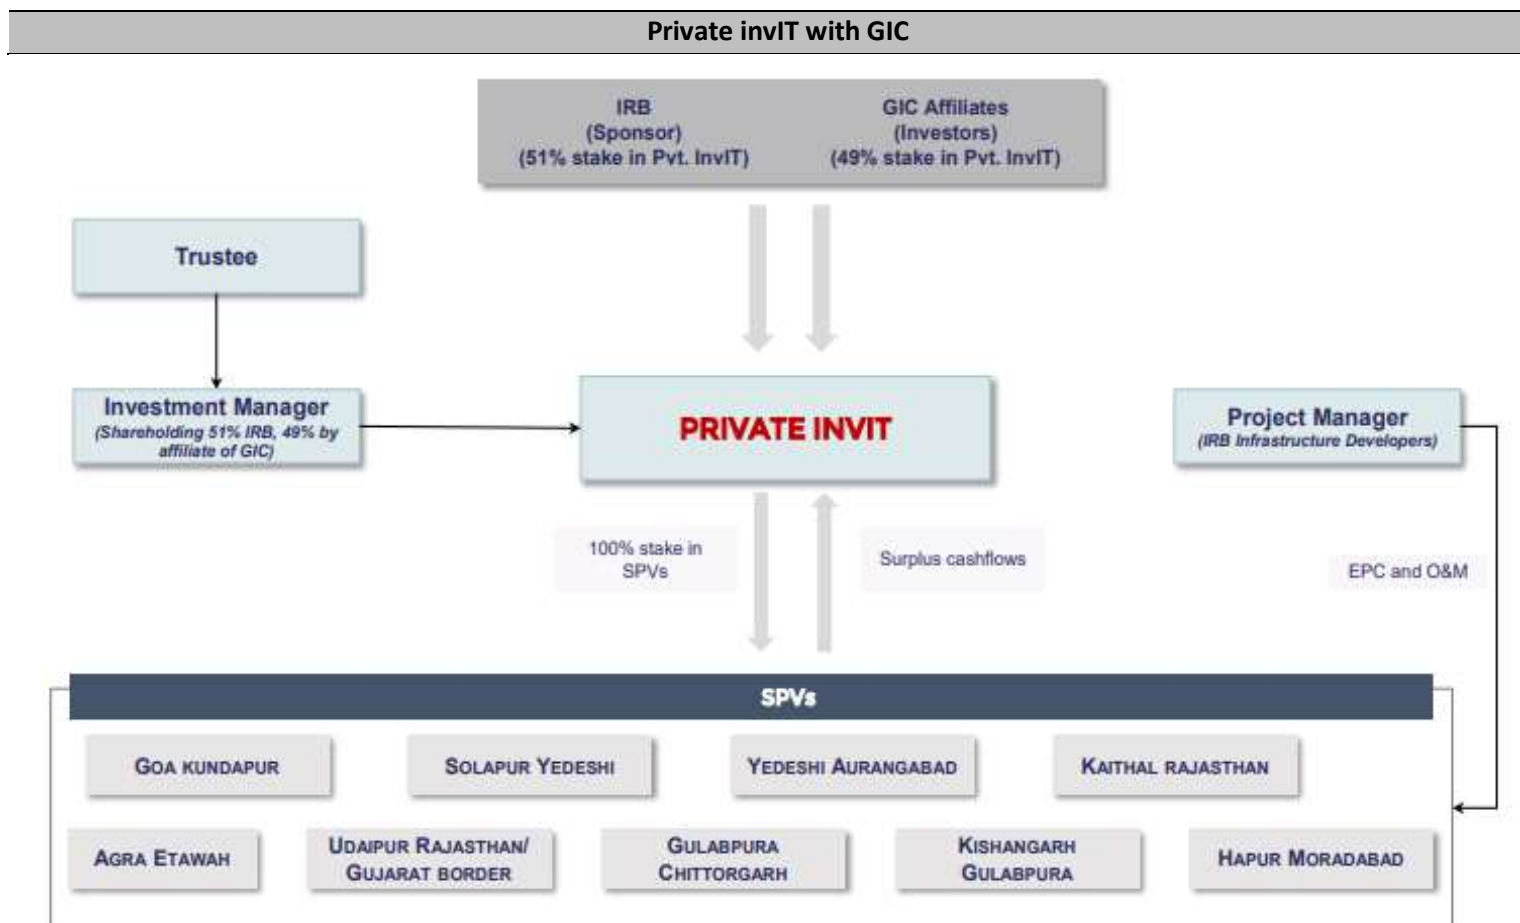 Private invIT with GIC
IRB
(Sponsor)
(51% stake in Pvt. InvIT)
GIC Affiliates
(Investors)
(49% stake in Pvt. InvIT)
Trustee
Investment Manager
(Shareholding 51% IRB, 49% by
affiliate of GIC)
PRIVATE INVIT
Project Manager
(IRB Infrastructure Developers)
100% stake in
SPVs
Surplus cashflows
EPC and O&M
SPVs
GOA KUNDAPUR
SOLAPUR YEDESHI
YEDESHI AURANGABAD
KAITHAL RAJASTHAN
AGRA ETAWAH
UDAIPUR RAJASTHAN/
GUJARAT BORDER
GULABPURA
CHITTORGARH
KISHANGARH
GULABPURA
HAPUR MORADABAD